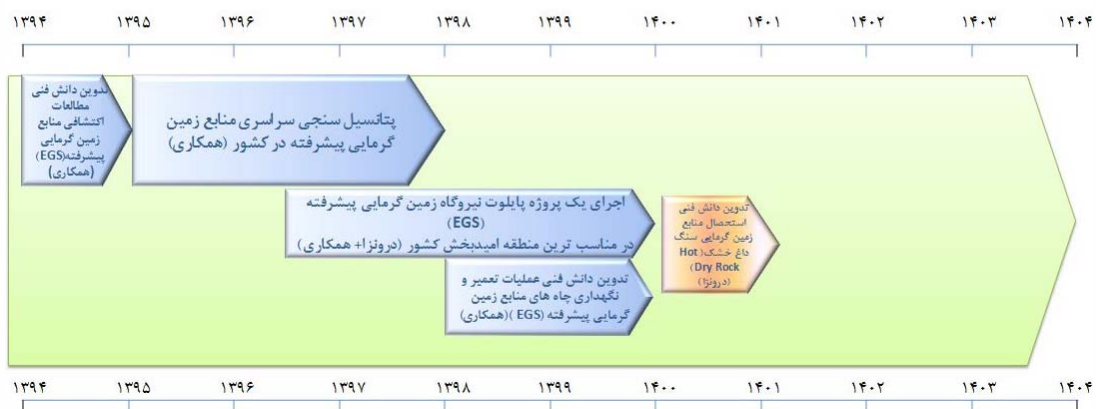 ۱۳۹۴ ۱۳۹۵ ۱۳۹۶ ۱۳۹۷ ۱۳۹۸ ۱۳۹۹ ۱۴۰۰ ۱۴۰۱ ۱۴۰۲ ۱۴۰۳ ۱۴۰۴
تدوین دانش فنی
مطالعات
اکتشافی منابع
زمین گرمایی
پیشرفته(EGS)
(همکاری)
پتانسیل سنجی سراسری منابع زمین
گرمایی پیشرفته در کشور (همکاری)
اجرای یک پروژه پایلوت نیروگاه زمین گرمایی پیشرفته
(EGS)
در مناسب ترین منطقه امیدبخش کشور (درونزا+ همکاری)
تدوین دانش فنی
استحصال منابع
زمین گرمایی سنگ
داغ خشک( Hot
Dry Rock)
(درونزا)
تدوین دانش فنی عملیات تعمیر و
نگهداری چاه های منابع زمین
گرمایی پیشرفته (EGS )(همکاری)
۱۳۹۴ ۱۳۹۵ ۱۳۹۶ ۱۳۹۷ ۱۳۹۸ ۱۳۹۹ ۱۴۰۰ ۱۴۰۱ ۱۴۰۲ ۱۴۰۳ ۱۴۰۴